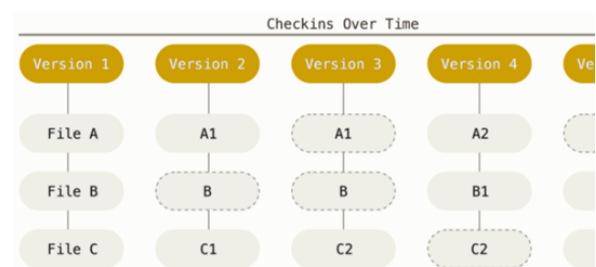 Checkins Over Time
Version 1 Version 2 Version 3 Version 4 Ve
File A A1 A1 A2
File B B B B1
File C C1 C2 C2